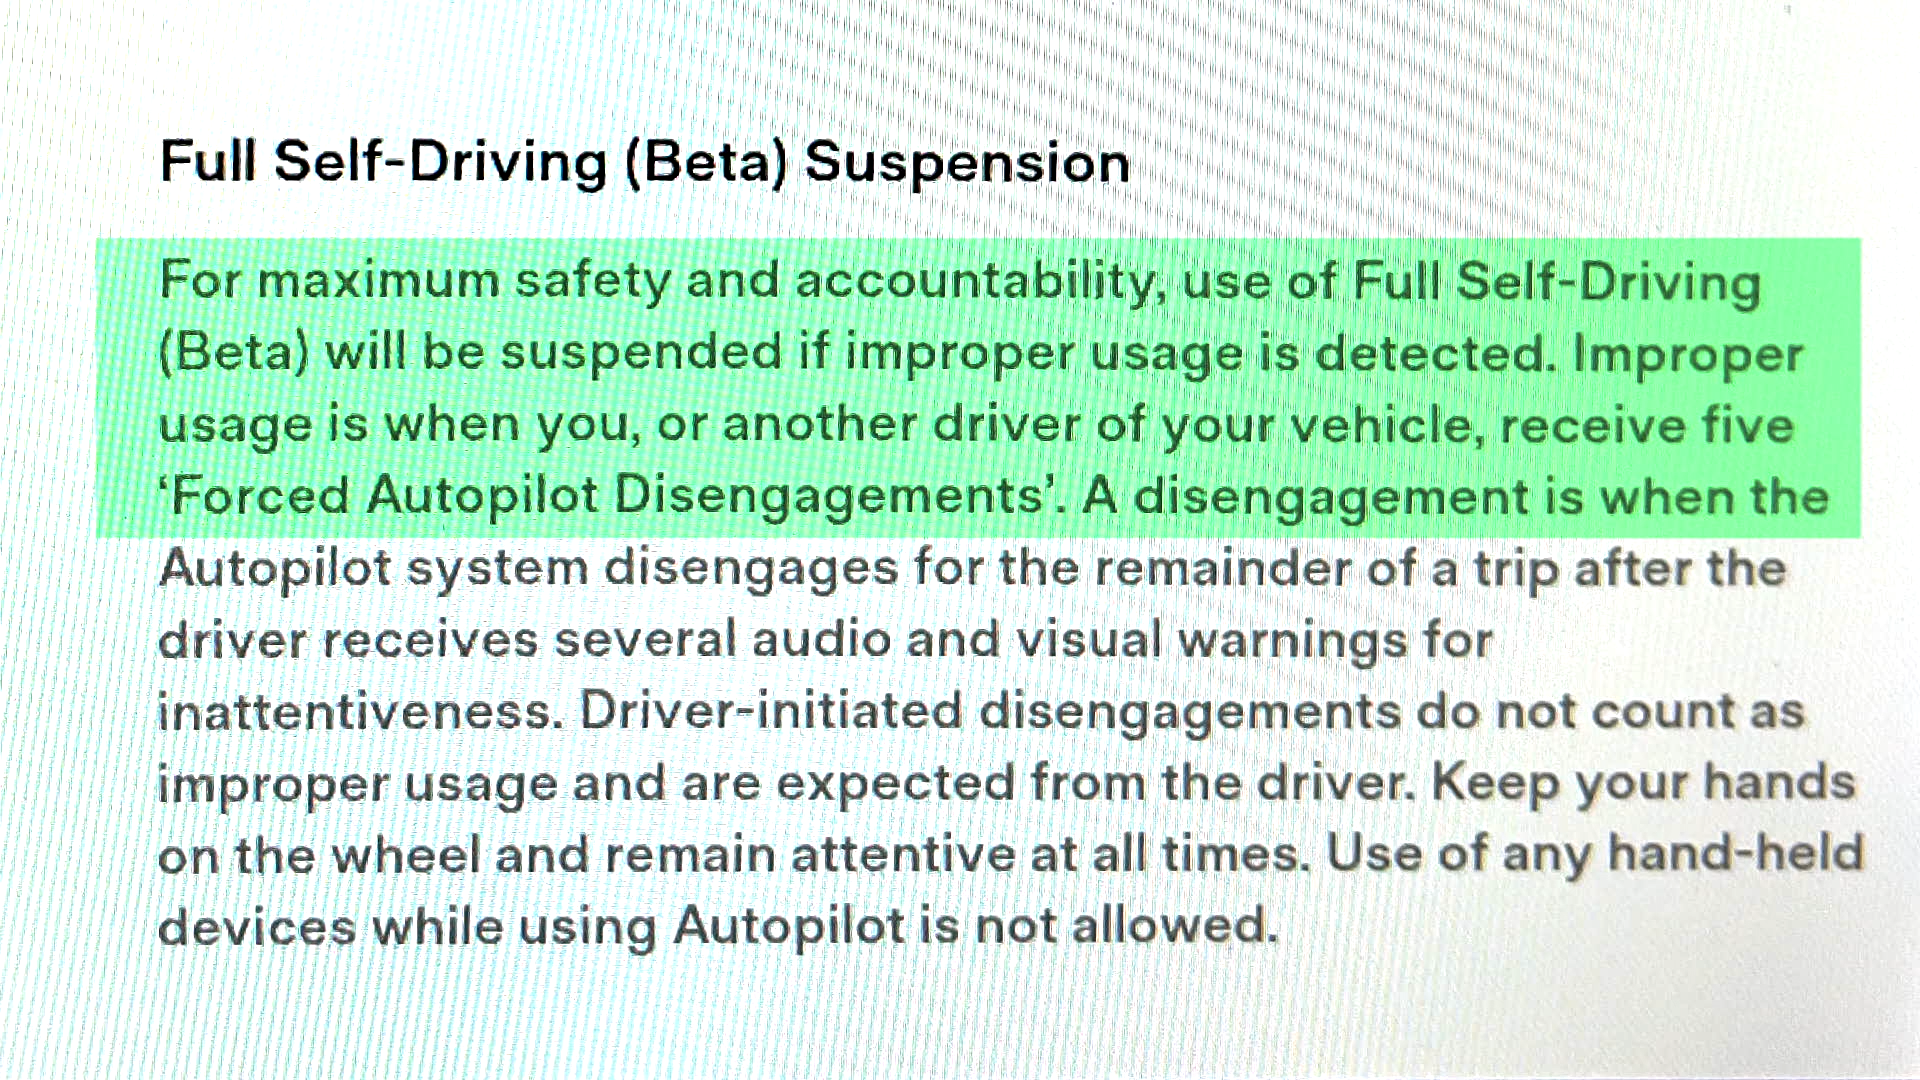 Full Self-Driving (Beta) Suspension
For maximum safety and accountability, use of Full Self-Driving
(Beta) will be suspended if improper usage is detected. Improper
usage is when you, or another driver of your vehicle, receive five
‘Forced Autopilot Disengagements’. A disengagement is when the
Autopilot system disengages for the remainder of a trip after the
driver receives several audio and visual warnings for
inattentiveness. Driver-initiated disengagements do not count as
improper usage and are expected from the driver. Keep your hands
on the wheel and remain attentive at all times. Use of any hand-held
devices while using Autopilot is not allowed.